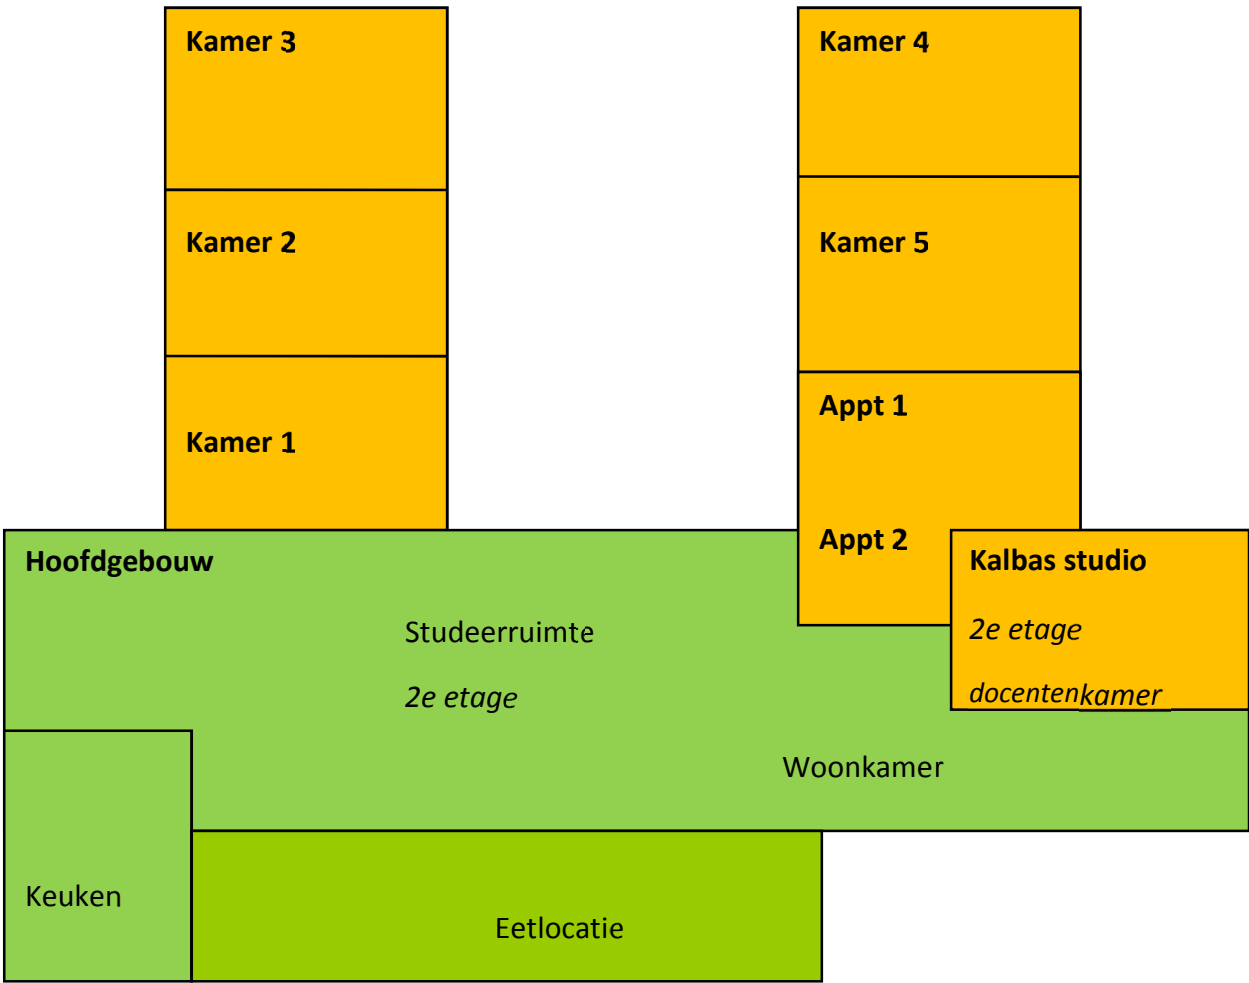 Kamer 3
Kamer 4
Kamer 2
Kamer 5
Appt 1
Kamer 1
Appt 2
Hoofdgebouw
Kalbas studio
Studeerruimte
2e etage
2e etage
docentenkamer
Woonkamer
Keuken
Eetlocatie